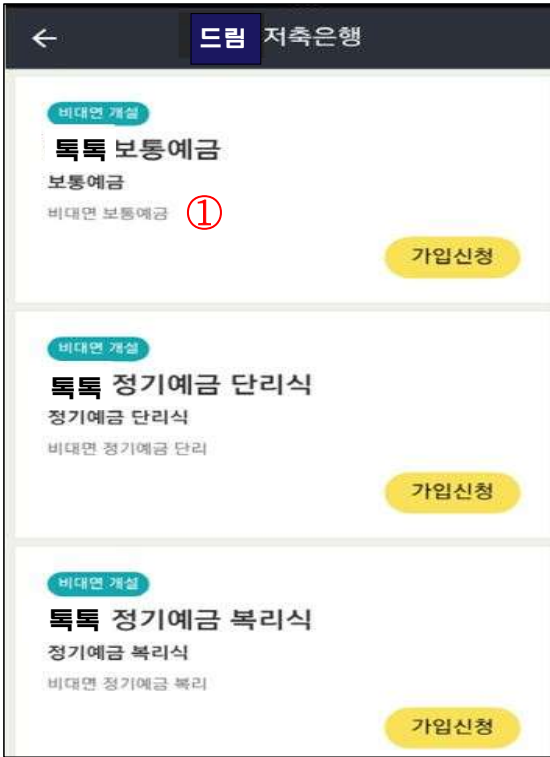 드림 저축은행
비대면 개설
톡톡 보통예금
보통예금
비대면 보통예금 ①
가입신청
비대면 개설
톡톡 정기예금 단리식
정기예금 단리식
비대면 정기예금 단리
가입신청
비대면 개설
톡톡 정기예금 복리식
정기예금 복리식
비대면 정기예금 복리
가입신청